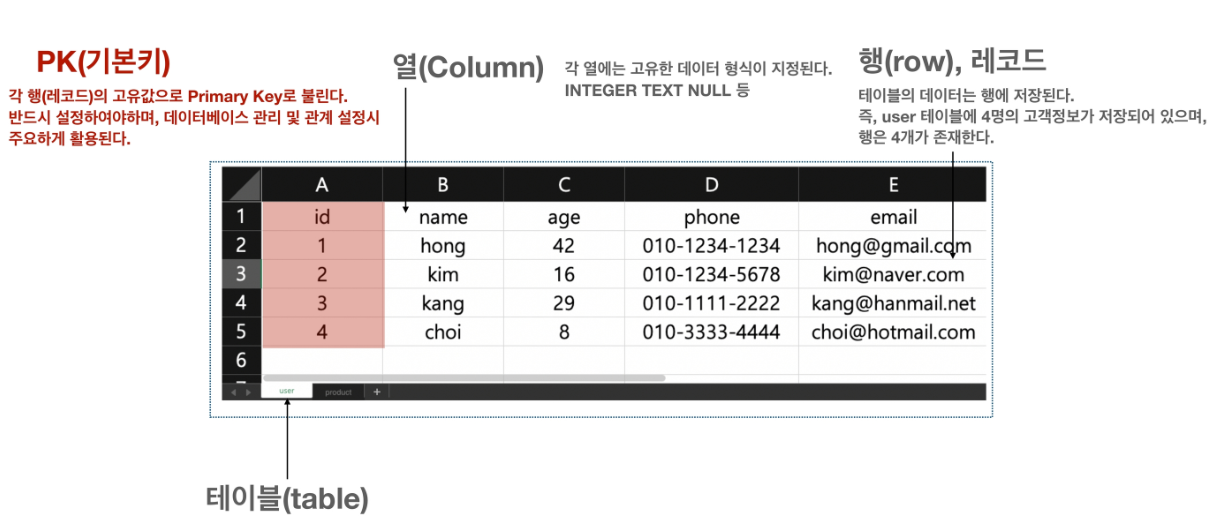 PK(기본키)
각 행(레코드)의 고유값으로 Primary Key로 불린다.
반드시 설정하여야하며, 데이터베이스 관리 및 관계 설정시
주요하게 활용된다.
열(Column)
각 열에는 고유한 데이터 형식이 지정된다.
INTEGER TEXT NULL 등
행(row), 레코드
테이블의 데이터는 행에 저장된다.
즉, user 테이블에 4명의 고객정보가 저장되어 있으며,
행은 4개가 존재한다.
A B C D E
1 id name age phone email
2 1 hong 42 010-1234-1234 hong@gmail.com
3 2 kim 16 010-1234-5678 kim@naver.com
4 3 kang 29 010-1111-2222 kang@hanmail.net
5 4 choi 8 010-3333-4444 choi@hotmail.com
6
user product +
테이블(table)